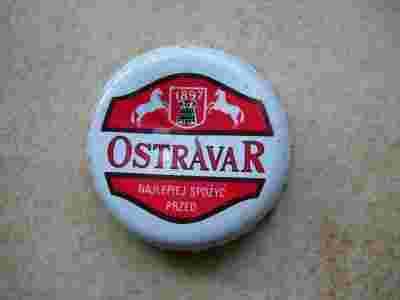 1897
OSTRAVAR
NAJLEPIEJ SPOŻYĆ
PRZED